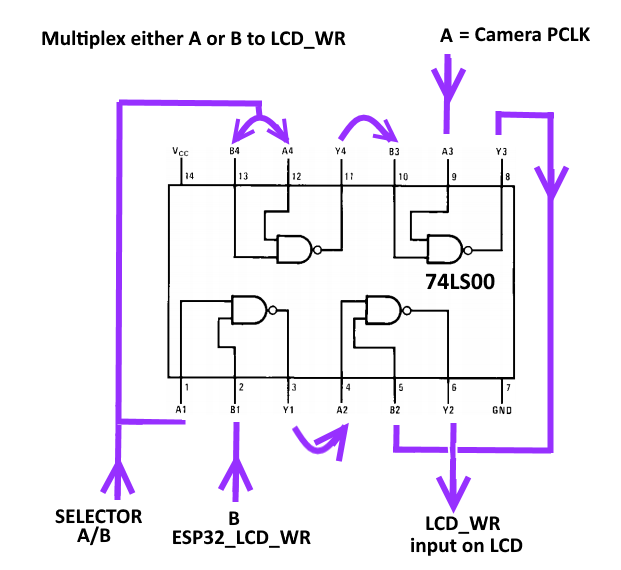 Multiplex either A or B to LCD_WR
A = Camera PCLK
VCC B4 A4 Y4 B3 A3 Y3
14 13 12 11 10 9 8
74LS00
1 2 3 4 5 6 7
A1 B1 Y1 A2 B2 Y2 GND
SELECTOR
A/B
B
ESP32_LCD_WR
LCD_WR
input on LCD